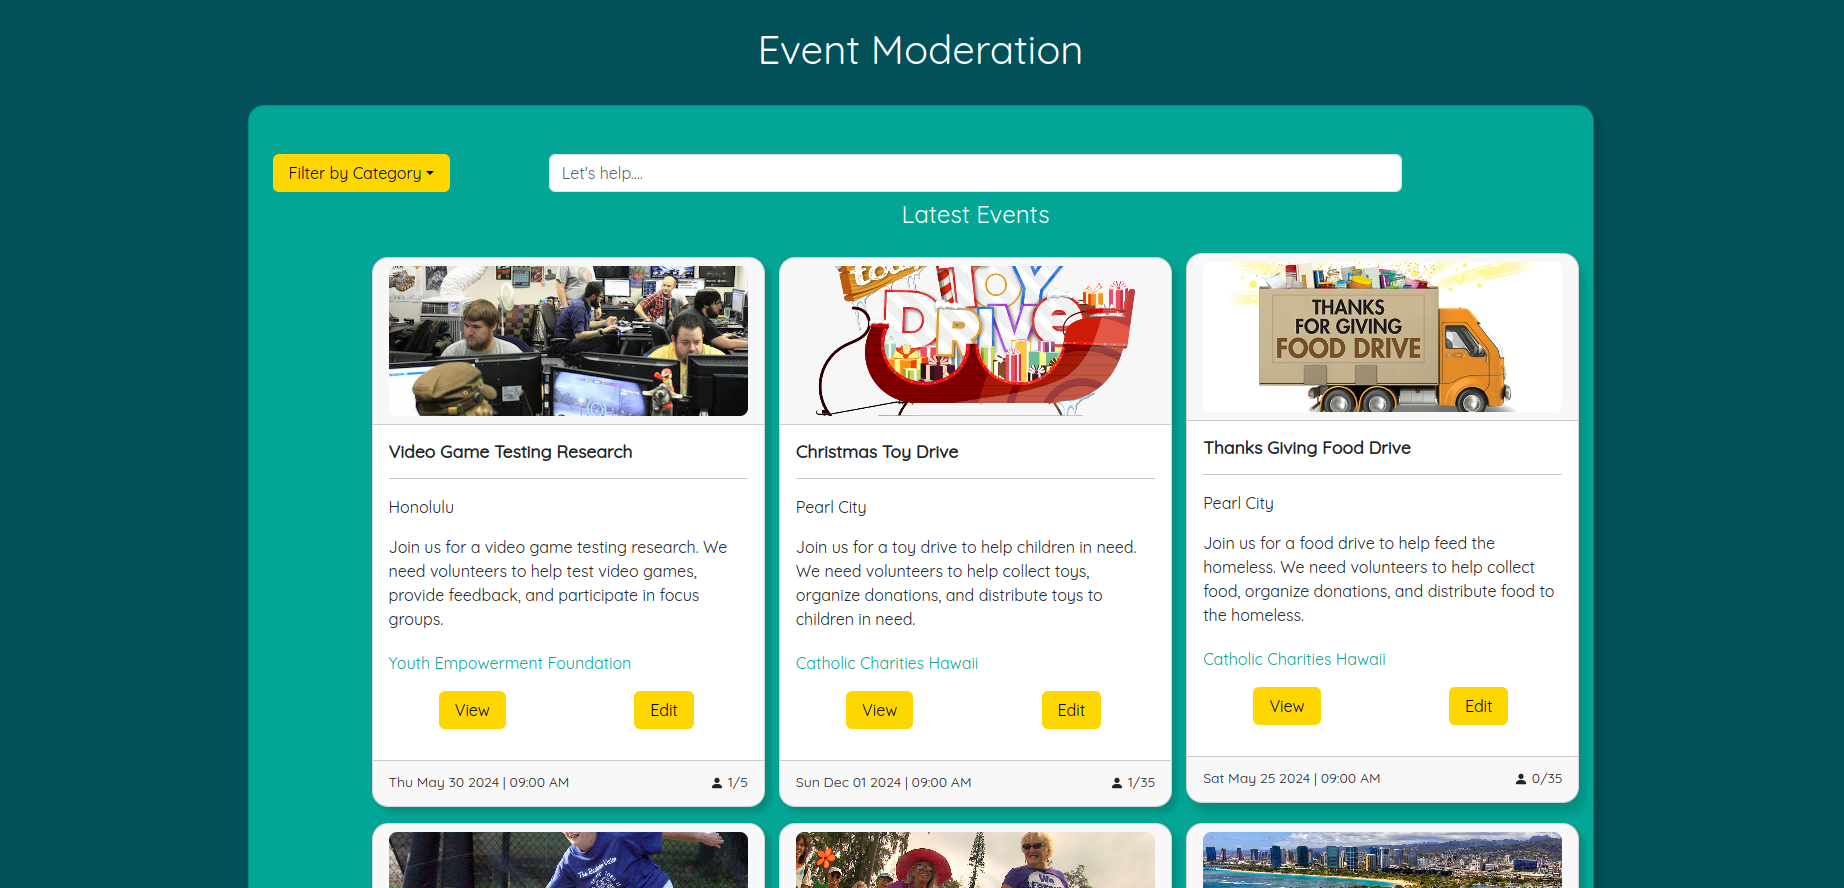 Event Moderation
Filter by Category
Let's help....
Latest Events
TOY
DRIVE
THANKS
FOR GIVING
FOOD DRIVE
Video Game Testing Research
Honolulu
Join us for a video game testing research. We
need volunteers to help test video games,
provide feedback, and participate in focus
groups.
Youth Empowerment Foundation
View
Edit
Thu May 30 2024 | 09:00 AM
1/5
Christmas Toy Drive
Pearl City
Join us for a toy drive to help children in need.
We need volunteers to help collect toys,
organize donations, and distribute toys to
children in need.
Catholic Charities Hawaii
View
Edit
Sun Dec 01 2024 | 09:00 AM
1/35
Thanks Giving Food Drive
Pearl City
Join us for a food drive to help feed the
homeless. We need volunteers to help collect
food, organize donations, and distribute food to
the homeless.
Catholic Charities Hawaii
View
Edit
Sat May 25 2024 | 09:00 AM
0/35